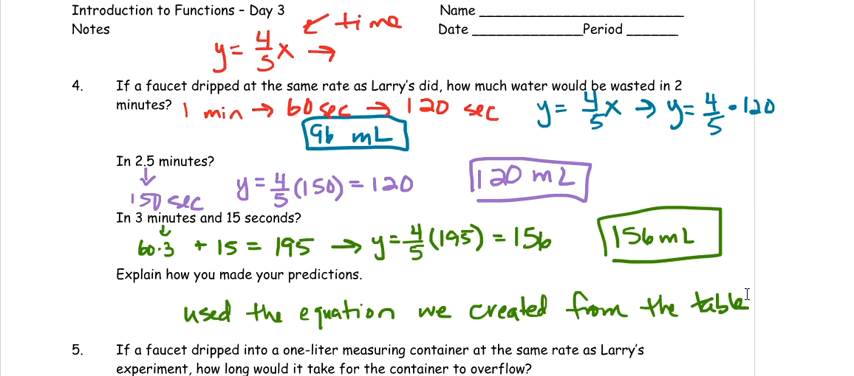 Introduction to Functions – Day 3
Name ____________________
Notes
Date ____________Period ______
y = 4/5 x → ← time
4. If a faucet dripped at the same rate as Larry's did, how much water would be wasted in 2
minutes? 1 min → 60 sec → 120 sec y = 4/5 x → y = 4/5 • 120
96 mL
In 2.5 minutes?
↓
150 sec y = 4/5 (150) = 120 120 mL
In 3 minutes and 15 seconds?
↓
60·3 + 15 = 195 → y = 4/5 (195) = 156 156 mL
Explain how you made your predictions.
used the equation we created from the table
5. If a faucet dripped into a one-liter measuring container at the same rate as Larry's
experiment, how long would it take for the container to overflow?